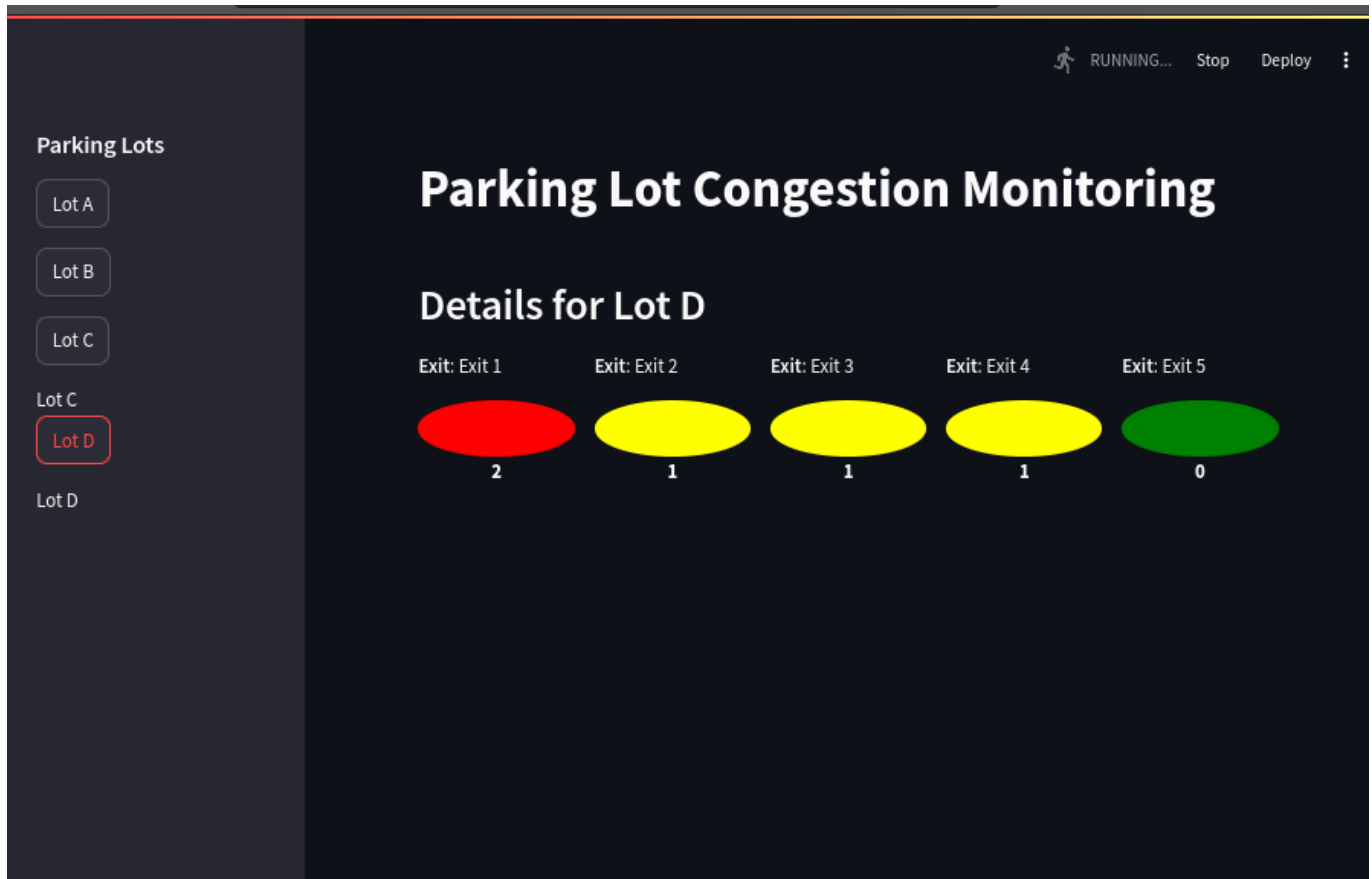 RUNNING... Stop Deploy
Parking Lots
Lot A
Lot B
Lot C
Lot C
Lot D
Lot D
Parking Lot Congestion Monitoring
Details for Lot D
Exit: Exit 1 Exit: Exit 2 Exit: Exit 3 Exit: Exit 4 Exit: Exit 5
2 1 1 1 0